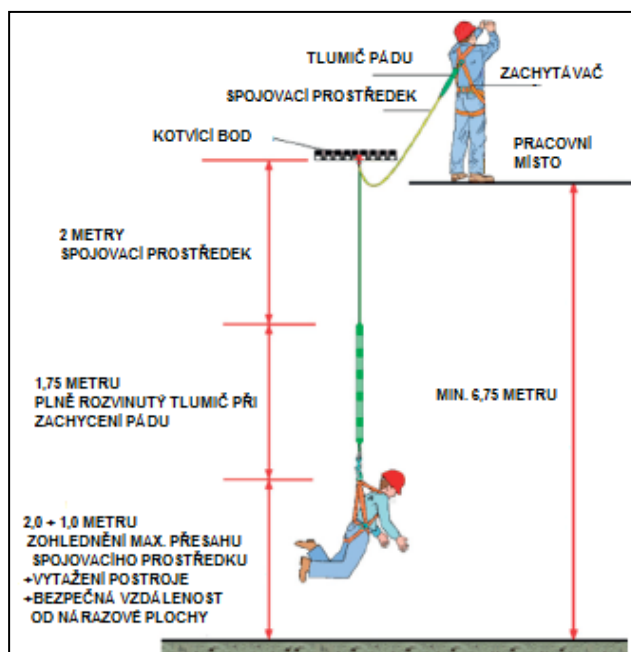 TLUMIČ PÁDU
ZACHYTÁVAČ
SPOJOVACÍ PROSTŘEDEK
KOTVÍCÍ BOD
PRACOVNÍ
MÍSTO
2 METRY
SPOJOVACÍ PROSTŘEDEK
1,75 METRU
PLNĚ ROZVINUTÝ TLUMIČ PŘI
ZACHYCENÍ PÁDU
MIN. 6,75 METRU
2,0 + 1,0 METRU
ZOHLEDNĚNÍ MAX. PŘESAHU
SPOJOVACÍHO PROSTŘEDKU
+VYTAŽENÍ POSTROJE
+BEZPEČNÁ VZDÁLENOST
OD NÁRAZOVÉ PLOCHY